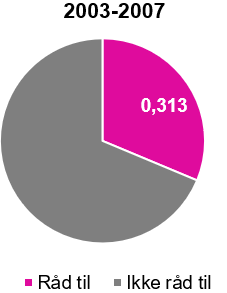 2003-2007
0,313
Råd til
Ikke råd til